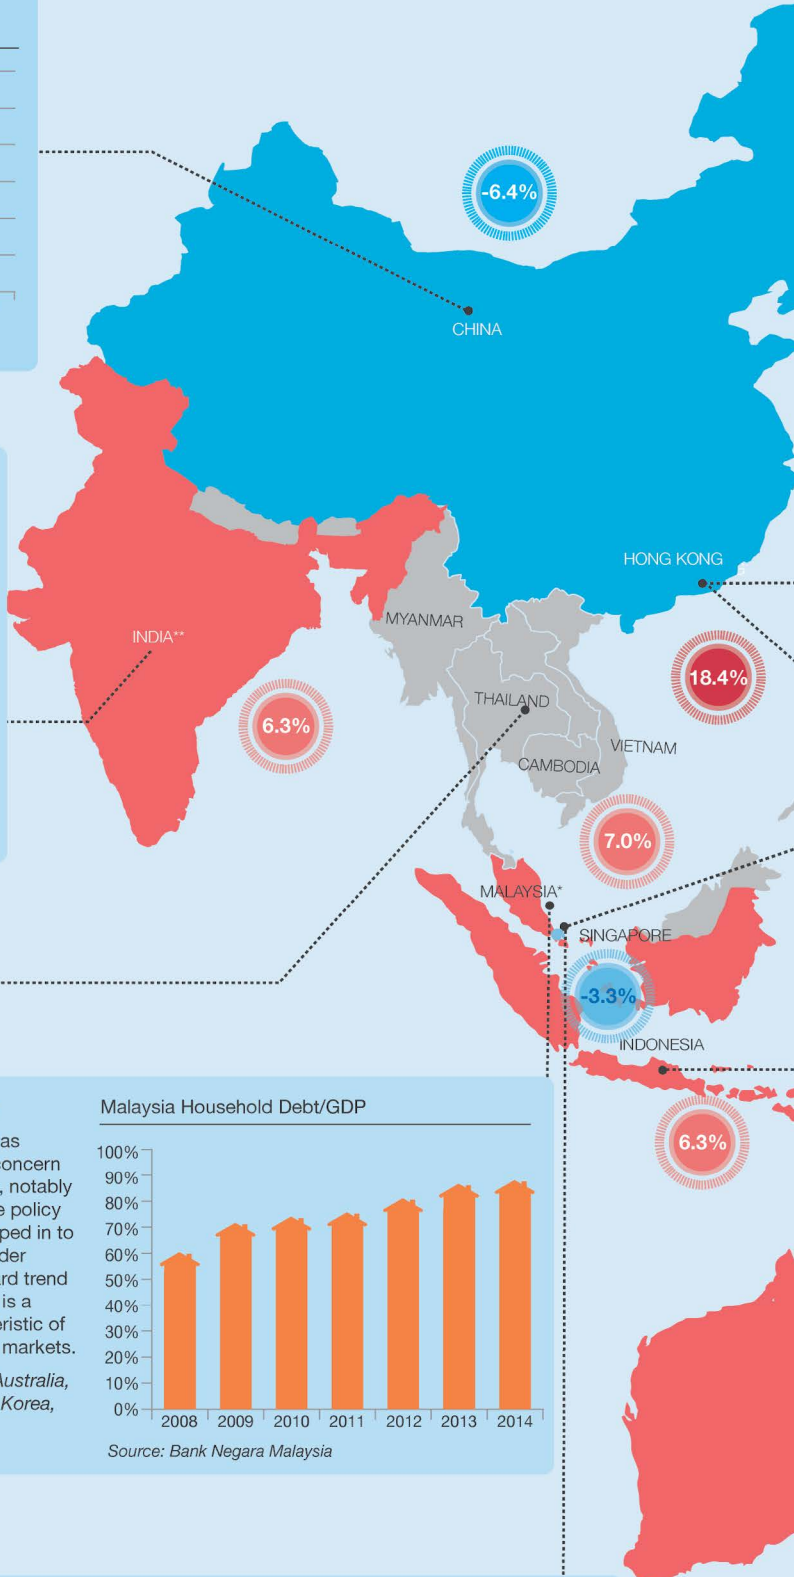 -6.4%
CHINA
HONG KONG
MYANMAR
INDIA**
18.4%
THAILAND
6.3%
VIETNAM
CAMBODIA
7.0%
MALAYSIA*
SINGAPORE
-3.3%
INDONESIA
6.3%
as
concern
, notably
e policy
ped in to
der
rd trend
is a
eristic of
markets.
Australia,
Korea,
Malaysia Household Debt/GDP
100%
90%
80%
70%
60%
50%
40%
30%
20%
10%
0%
2008 2009 2010 2011 2012 2013 2014
Source: Bank Negara Malaysia